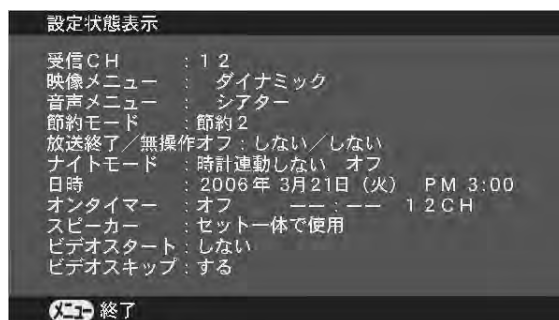 設定状態表示
受信CH :12
映像メニュー : ダイナミック
音声メニュー : シアター
節約モード :節約2
放送終了/無操作オフ:しない/しない
ナイトモード :時計連動しない オフ
日時 :2006年 3月21日(火) PM 3:00
オンタイマー :オフ ーー:ーー 12CH
スピーカー :セット一体で使用
ビデオスタート:しない
ビデオスキップ:する
メニュー 終了